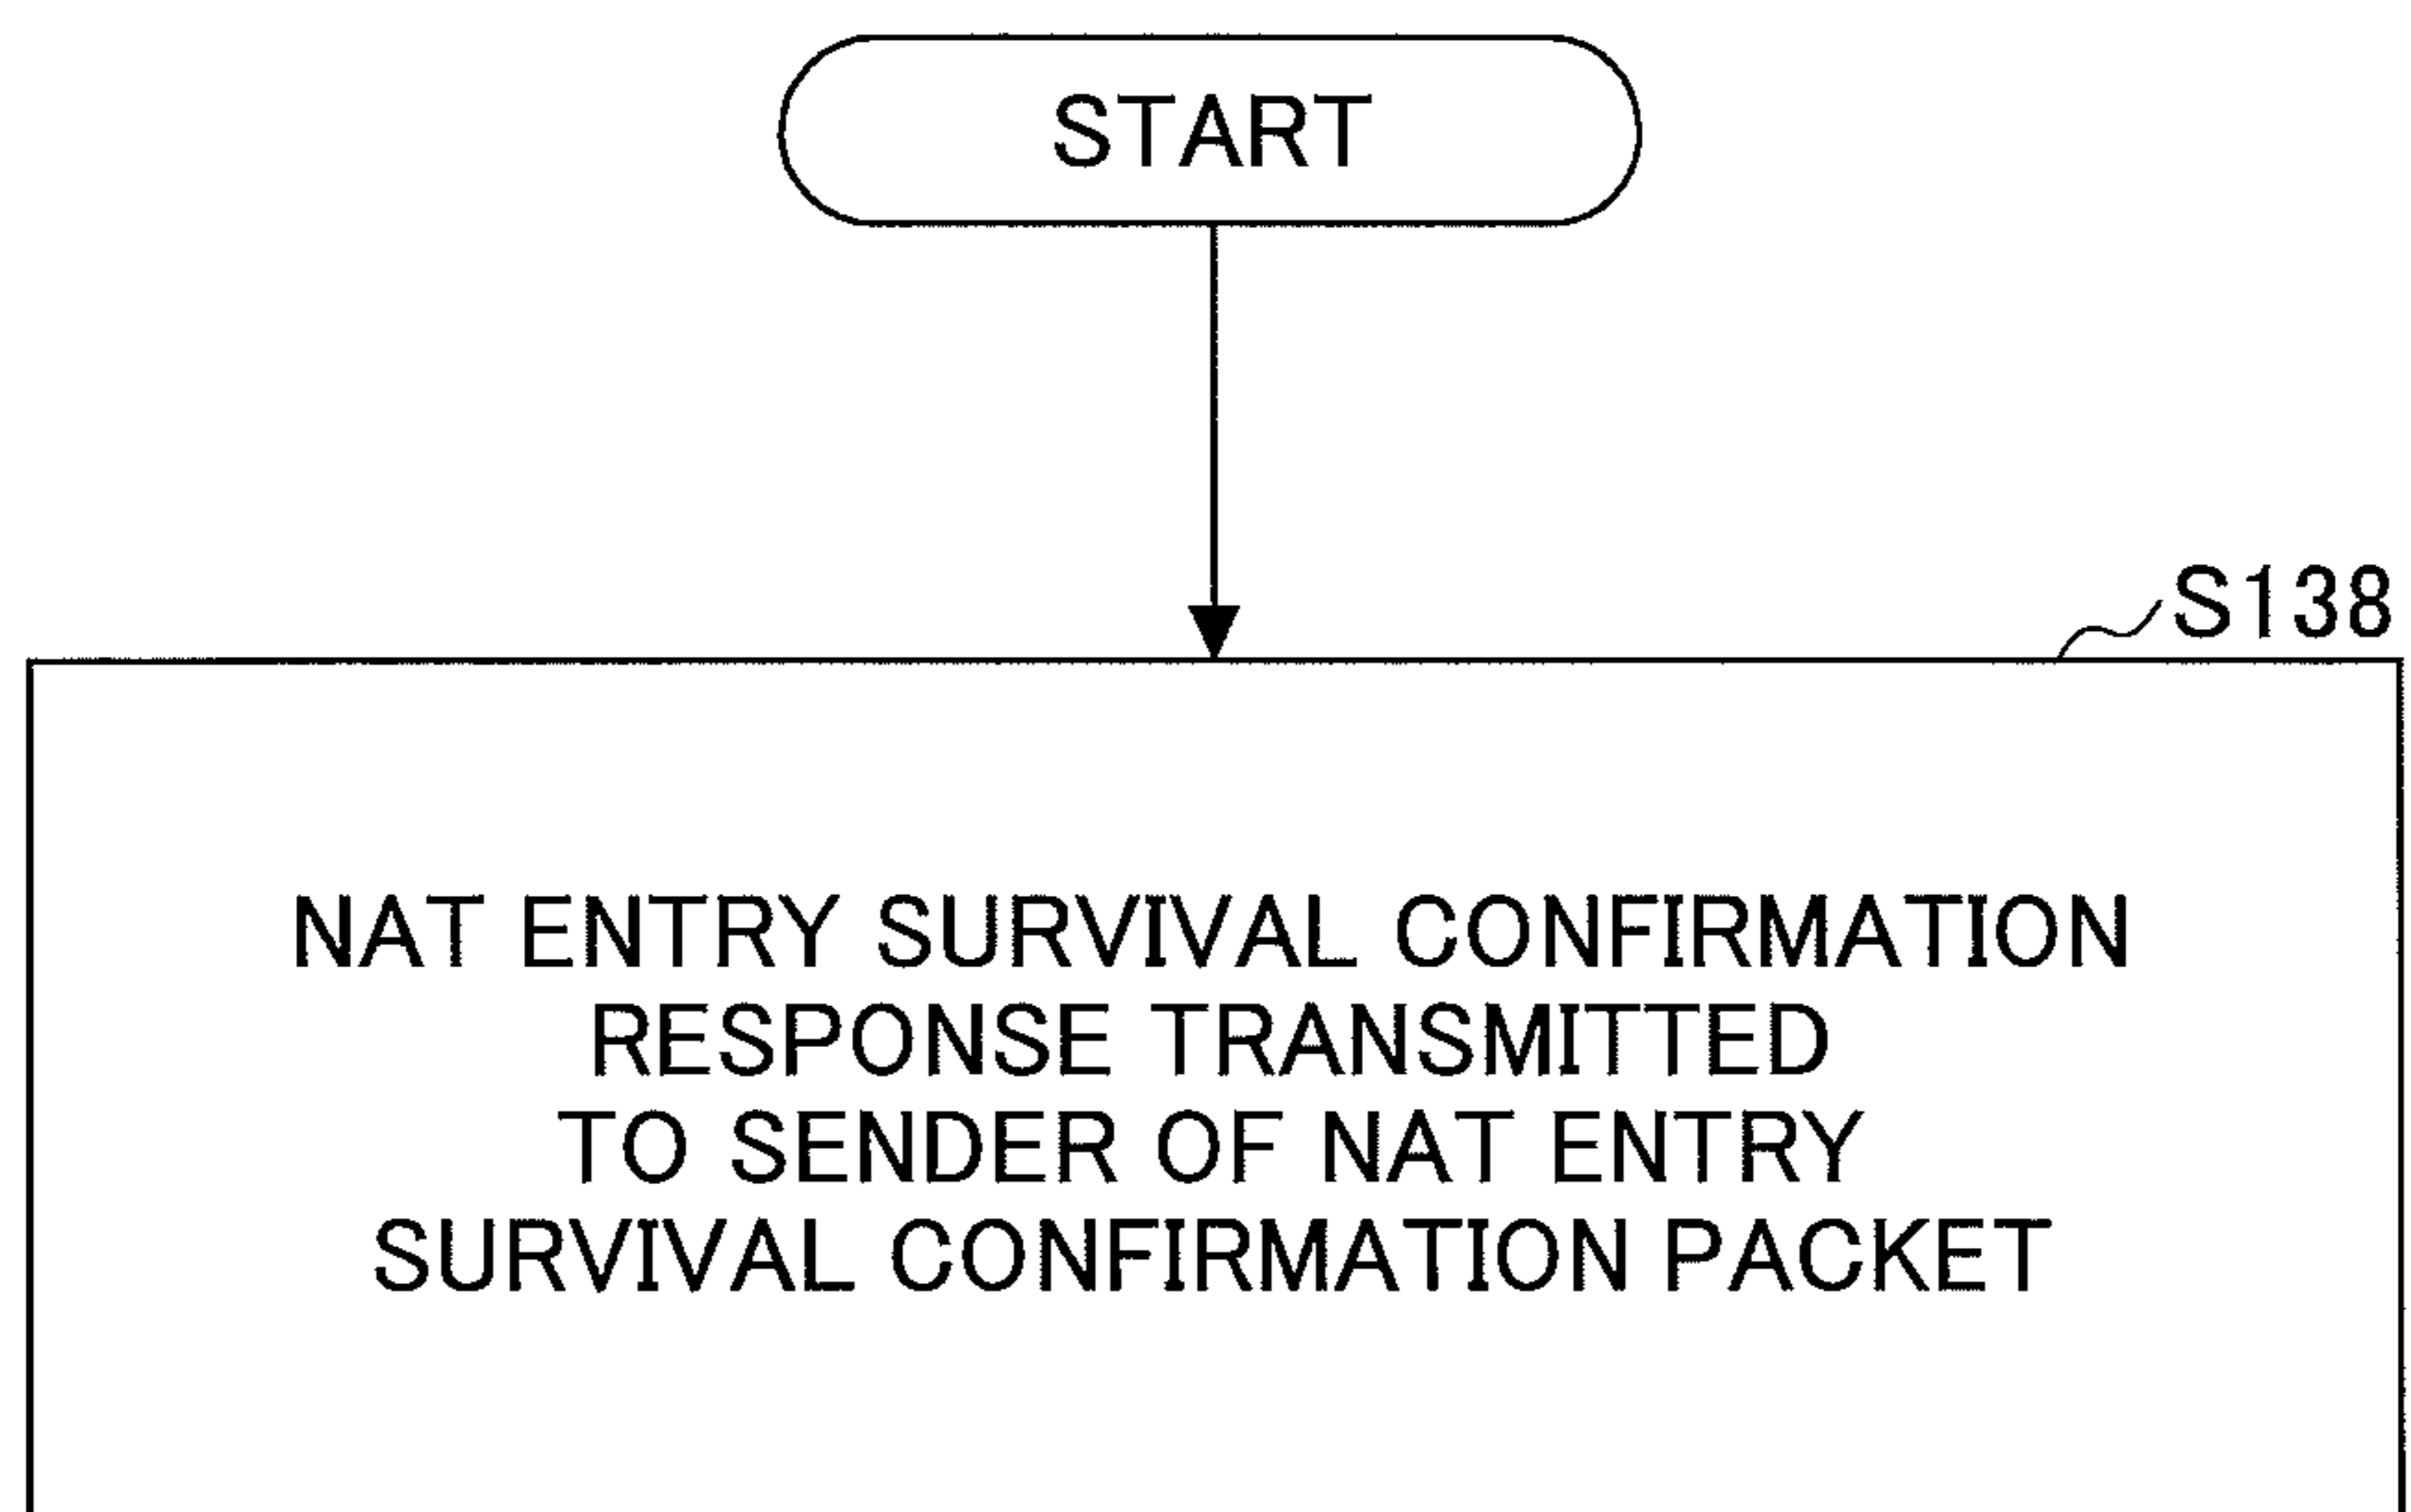 START
S138
NAT ENTRY SURVIVAL CONFIRMATION
RESPONSE TRANSMITTED
TO SENDER OF NAT ENTRY
SURVIVAL CONFIRMATION PACKET